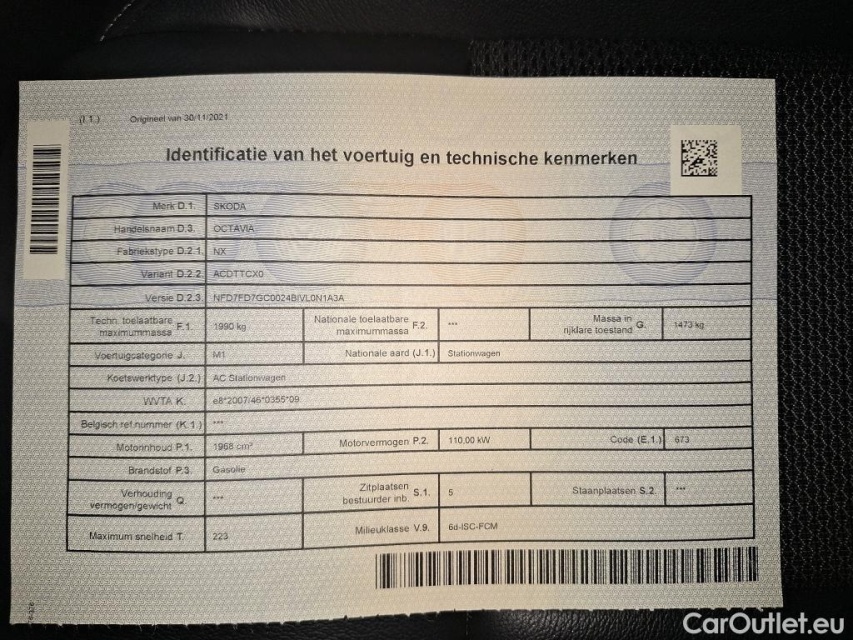 (I.1.) Origineel van 30/11/2021
Identificatie van het voertuig en technische kenmerken
Merk D.1. SKODA
Handelsnaam D.3. OCTAVIA
Fabriekstype D.2.1. NX
Variant D.2.2. ACDTTCX0
Versie D.2.3. NFD7FD7GC0024BIVL0N1A3A
Techn. toelaatbare maximummassa F.1. 1990 kg Nationale toelaatbare maximummassa F.2. *** Massa in rijklare toestand G. 1473 kg
Voertuigcategorie J. M1 Nationale aard (J.1.) Stationwagen
Koetswerktype (J.2.) AC Stationwagen
WVTA K. e8*2007/46*0355*09
Belgisch ref.nummer (K.1.) ***
Motorinhoud P.1. 1968 cm³ Motorvermogen P.2. 110,00 kW Code (E.1.) 673
Brandstof P.3. Gasolie
Verhouding vermogen/gewicht Q. *** Zitplaatsen bestuurder inb. S.1. 5 Staanplaatsen S.2. ***
Maximum snelheid T. 223 Milieuklasse V.9. 6d-ISC-FCM
CarOutlet.eu